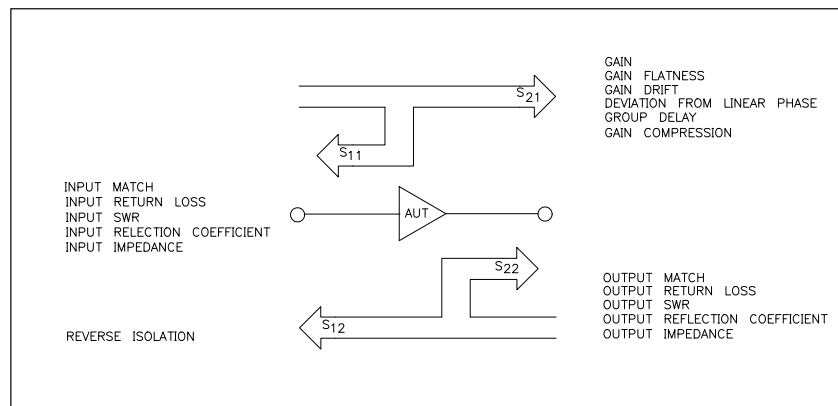 GAIN
GAIN FLATNESS
GAIN DRIFT
DEVIATION FROM LINEAR PHASE
GROUP DELAY
GAIN COMPRESSION
S21
S11
INPUT MATCH
INPUT RETURN LOSS
INPUT SWR
INPUT RELECTION COEFFICIENT
INPUT IMPEDANCE
AUT
S22
S12
OUTPUT MATCH
OUTPUT RETURN LOSS
OUTPUT SWR
OUTPUT REFLECTION COEFFICIENT
OUTPUT IMPEDANCE
REVERSE ISOLATION